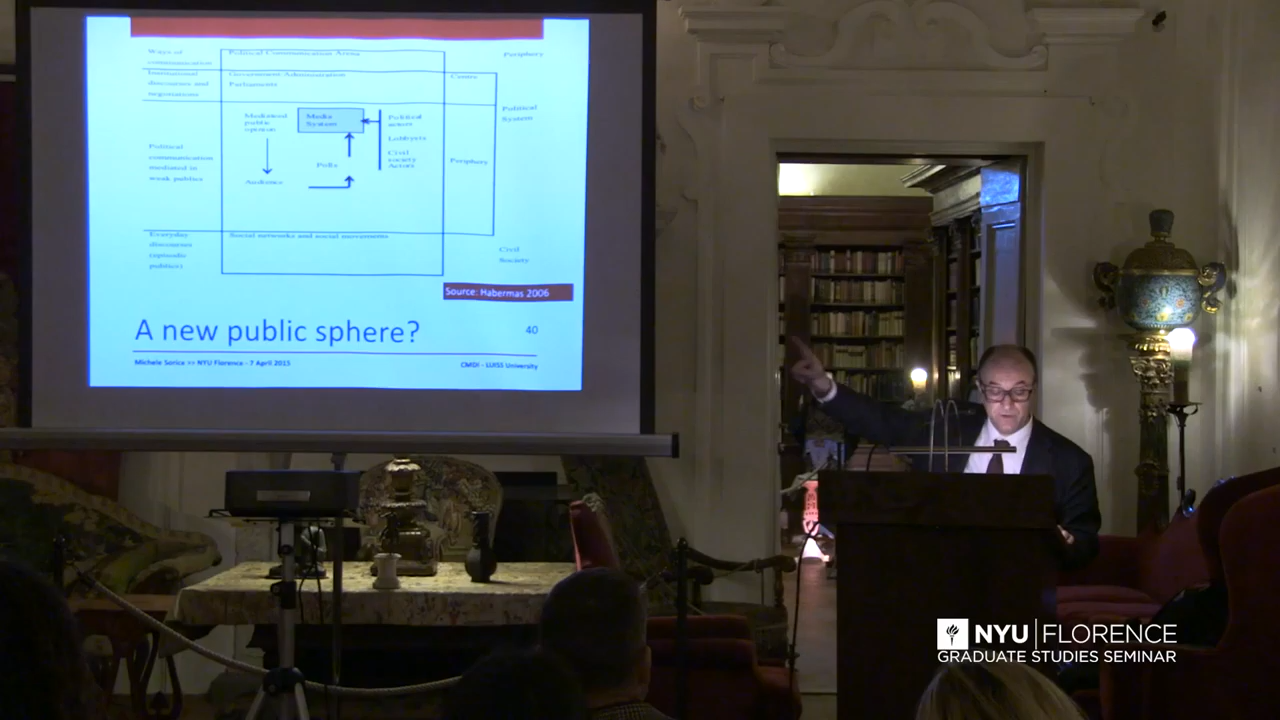 Ways of
communication
Political Communication Arena
Periphery
Institutional
discourses and
negotiations
Government Administration
Parliaments
Centre
Political
System
Mediated
public
opinion
Media
System
Political
actors
Lobbyists
Civil
society
Actors
Political
communication
mediated in
weak publics
Polls
Periphery
Audience
Everyday
discourses
(episodic
publics)
Social networks and social movements
Civil
Society
Source: Habermas 2006
A new public sphere?
40
Michele Sorice >> NYU Florence - 7 April 2015
CMDI - LUISS University
NYU FLORENCE
GRADUATE STUDIES SEMINAR